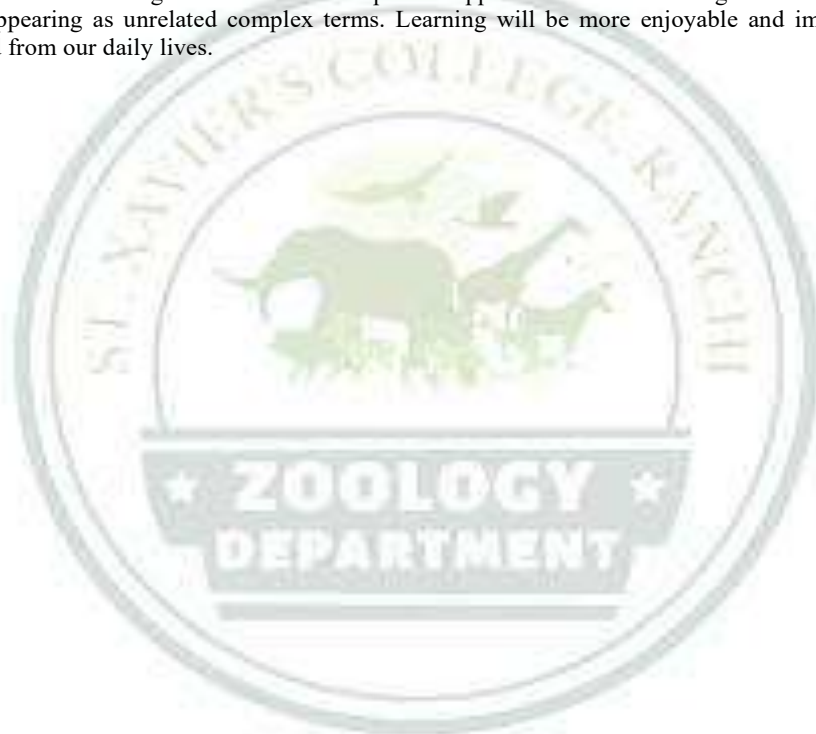 appearing as unrelated complex terms. Learning will be more enjoyable and
from our daily lives.
ST. XAVIER'S COLLEGE, RANCHI
ZOOLOGY
DEPARTMENT